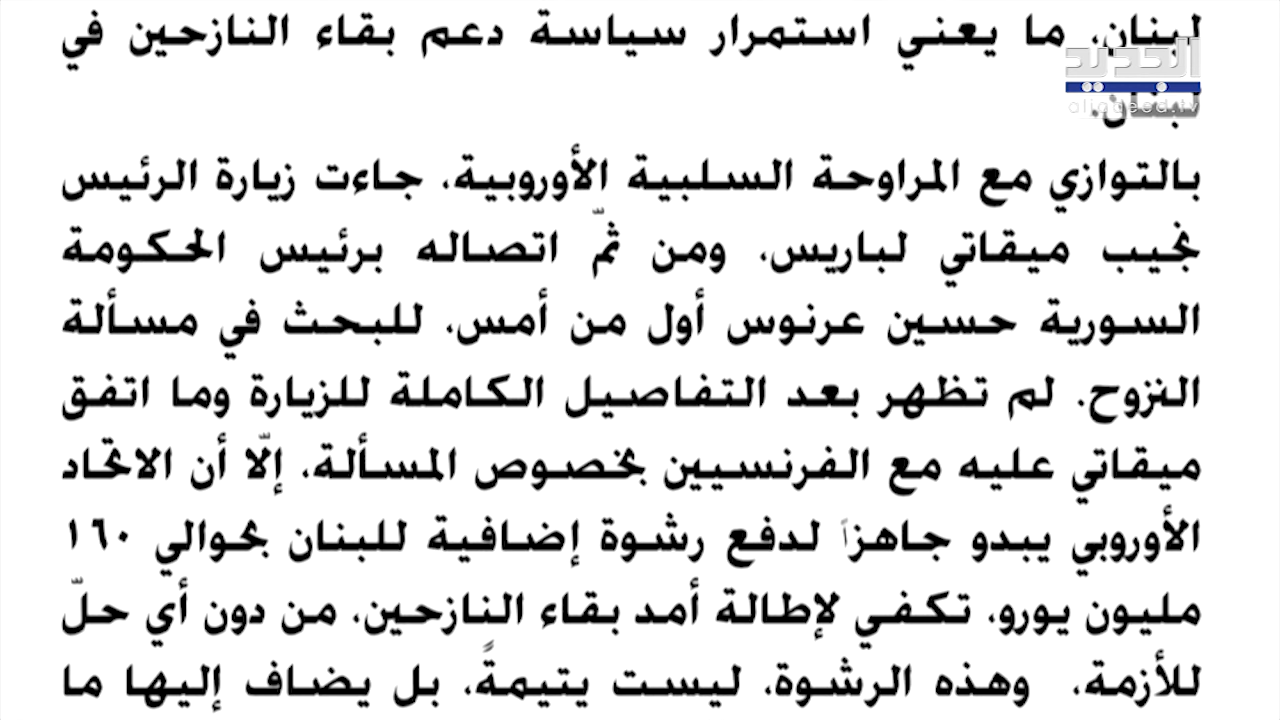 لبنان، ما يعني استمرار سياسة دعم بقاء النازحين في
الجديد
لبنان.
aljadeed.tv
بالتوازي مع المراوحة السلبية الأوروبية، جاءت زيارة الرئيس
نجيب ميقاتي لباريس، ومن ثمّ اتصاله برئيس الحكومة
السورية حسين عرنوس أول من أمس، للبحث في مسألة
النزوح. لم تظهر بعد التفاصيل الكاملة للزيارة وما اتفق
ميقاتي عليه مع الفرنسيين بخصوص المسألة، إلّا أن الاتحاد
الأوروبي يبدو جاهزاً لدفع رشوة إضافية للبنان بحوالي ١٦٠
مليون يورو، تكفي لإطالة أمد بقاء النازحين، من دون أي حلّ
للأزمة،  وهذه الرشوة، ليست يتيمةً، بل يضاف إليها ما